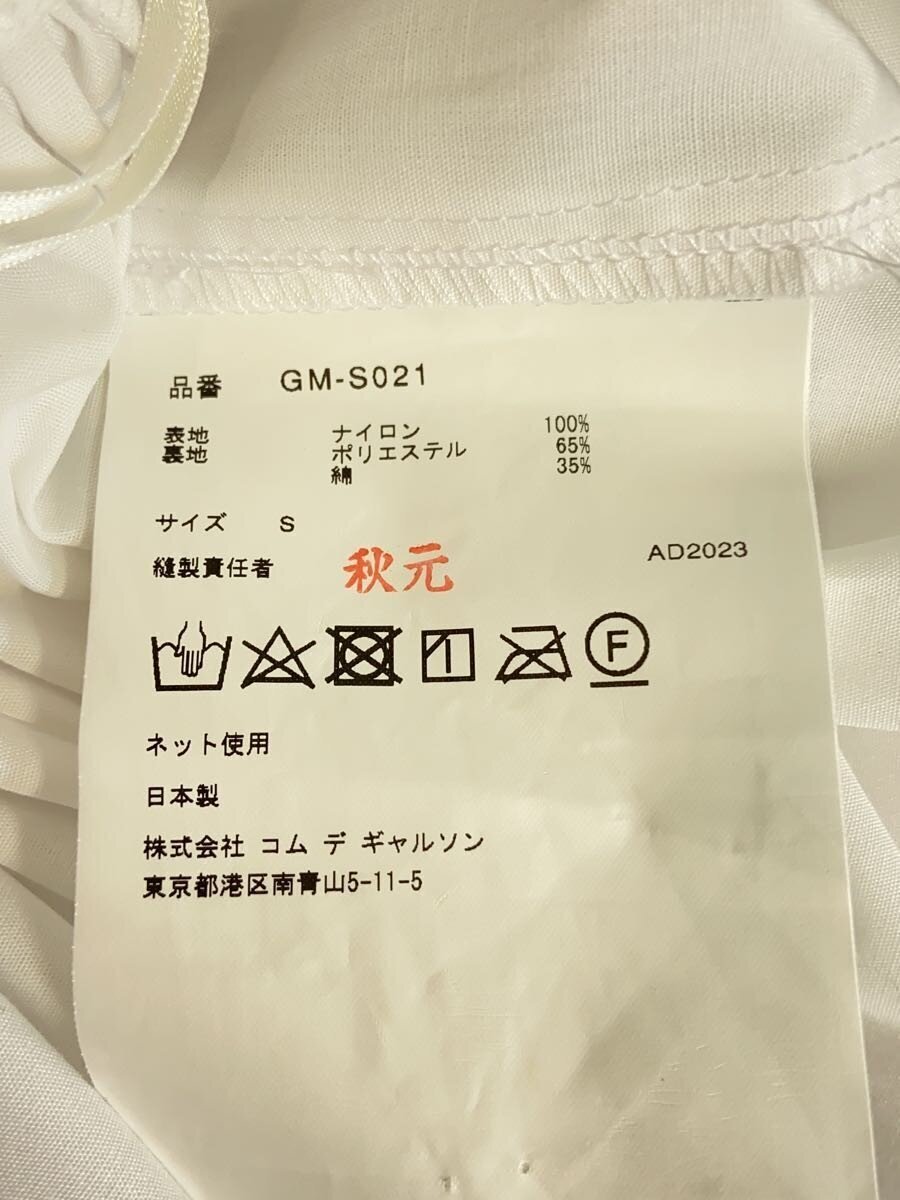 品番 GM-S021
表地 ナイロン 100%
裏地 ポリエステル 65%
綿 35%
サイズ S
縫製責任者 秋元 AD2023
F
ネット使用
日本製
株式会社 コム デ ギャルソン
東京都港区南青山5-11-5